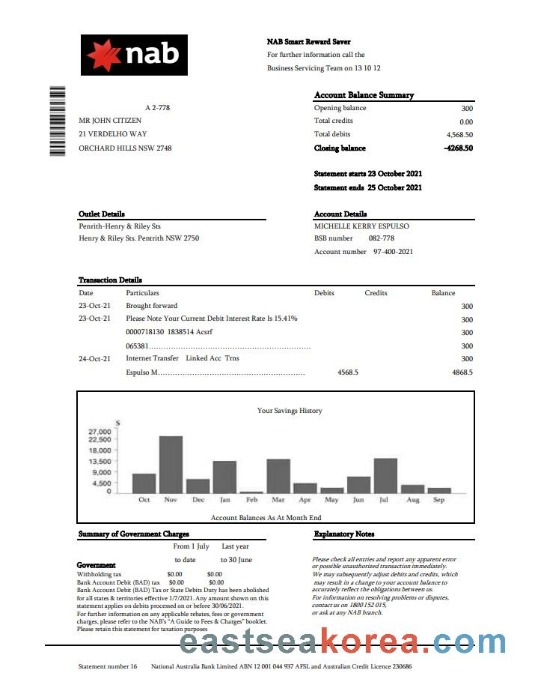 nab
NAB Smart Reward Saver
For further information call the
Business Servicing Team on 13 10 12
A 2-778
MR JOHN CITIZEN
21 VERDELHO WAY
ORCHARD HILLS NSW 2748
Account Balance Summary
Opening balance 300
Total credits 0.00
Total debits 4,568.50
Closing balance -4268.50
Statement starts 23 October 2021
Statement ends 25 October 2021
Outlet Details
Penrith-Henry & Riley Sts
Henry & Riley Sts. Pentrith NSW 2750
Account Details
MICHELLE KERRY ESPULSO
BSB number 082-778
Account number 97-400-2021
Transaction Details
Date Particulars Debits Credits Balance
23-Oct-21 Brought forward 300
23-Oct-21 Please Note Your Current Debit Interest Rate Is 15.41% 300
0000718130 1838514 Acsrf 300
065381 300
24-Oct-21 Internet Transfer Linked Acc Trns 300
Espulso M 4568.5 4868.5
Your Savings History
$
27,000
22,500
18,000
13,500
9,000
4,500
0
Oct Nov Dec Jan Feb Mar Apr May Jun Jul Aug Sep
Account Balances As At Month End
Summary of Government Charges
From 1 July Last year
to date to 30 June
Government
Withholding tax $0.00 $0.00
Bank Account Debit (BAD) tax $0.00 $0.00
Bank Account Debit (BAD) Tax or State Debits Duty has been abolished
for all states & territories effective 1/7/2021. Any amount shown on this
statement applies on debits processed on or before 30/06/2021.
For further information on any applicable rebates, fees or government
charges, please refer to the NAB's "A Guide to Fees & Charges" booklet.
Please retain this statement for taxation purposes
Explanatory Notes
Please check all entries and report any apparent error
or possible unauthorised transaction immediately.
We may subsequently adjust debits and credits, which
may result in a change to your account balance to
accurately reflect the obligations between us.
For information on resolving problems or disputes,
contact us on 1800 152 015,
or ask at any NAB branch.
eastseakorea.com
Statement number 16 National Australia Bank Limited ABN 12 001 044 937 AFSL and Australian Credit Licence 230686